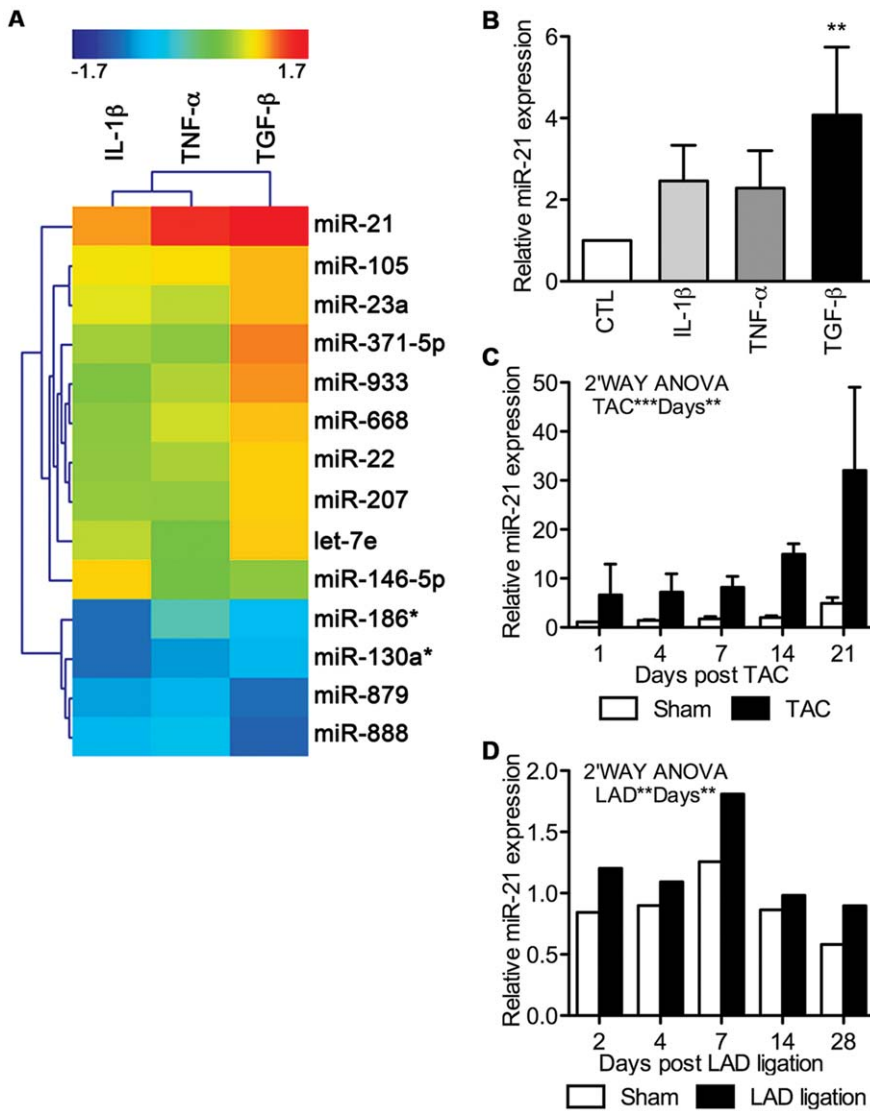 A
-1.7 1.7
IL-1β TNF-α TGF-β
miR-21
miR-105
miR-23a
miR-371-5p
miR-933
miR-668
miR-22
miR-207
let-7e
miR-146-5p
miR-186*
miR-130a*
miR-879
miR-888
B
Relative miR-21 expression
8
6
4
2
0
**
CTL IL-1β TNF-α TGF-β
C
Relative miR-21 expression
50
40
30
20
10
0
2'WAY ANOVA
TAC***Days**
1 4 7 14 21
Days post TAC
Sham TAC
D
Relative miR-21 expression
2.0
1.5
1.0
0.5
0.0
2'WAY ANOVA
LAD**Days**
2 4 7 14 28
Days post LAD ligation
Sham LAD ligation